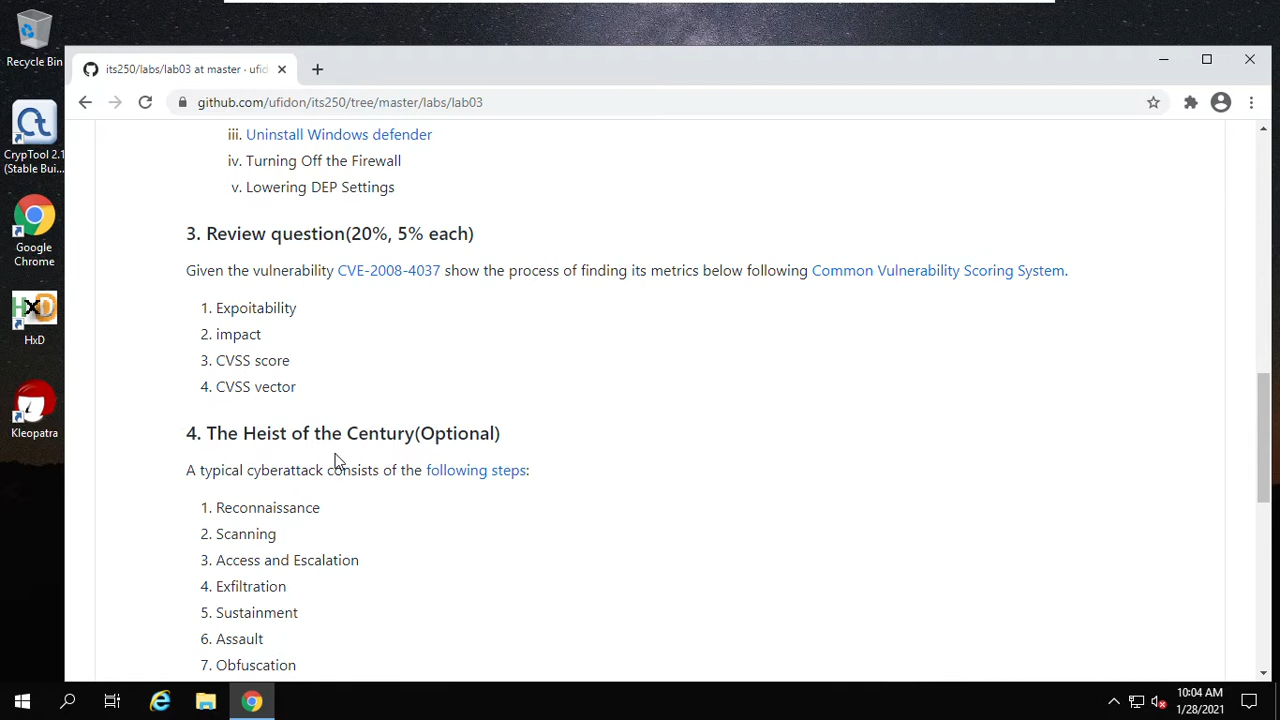 Recycle Bin
CrypTool 2.1
(Stable Bui...
Google
Chrome
HxD
Kleopatra
its250/labs/lab03 at master · ufid
github.com/ufidon/its250/tree/master/labs/lab03
iii. Uninstall Windows defender
iv. Turning Off the Firewall
v. Lowering DEP Settings
3. Review question(20%, 5% each)
Given the vulnerability CVE-2008-4037 show the process of finding its metrics below following Common Vulnerability Scoring System.
1. Expoitability
2. impact
3. CVSS score
4. CVSS vector
4. The Heist of the Century(Optional)
A typical cyberattack consists of the following steps:
1. Reconnaissance
2. Scanning
3. Access and Escalation
4. Exfiltration
5. Sustainment
6. Assault
7. Obfuscation
10:04 AM
1/28/2021